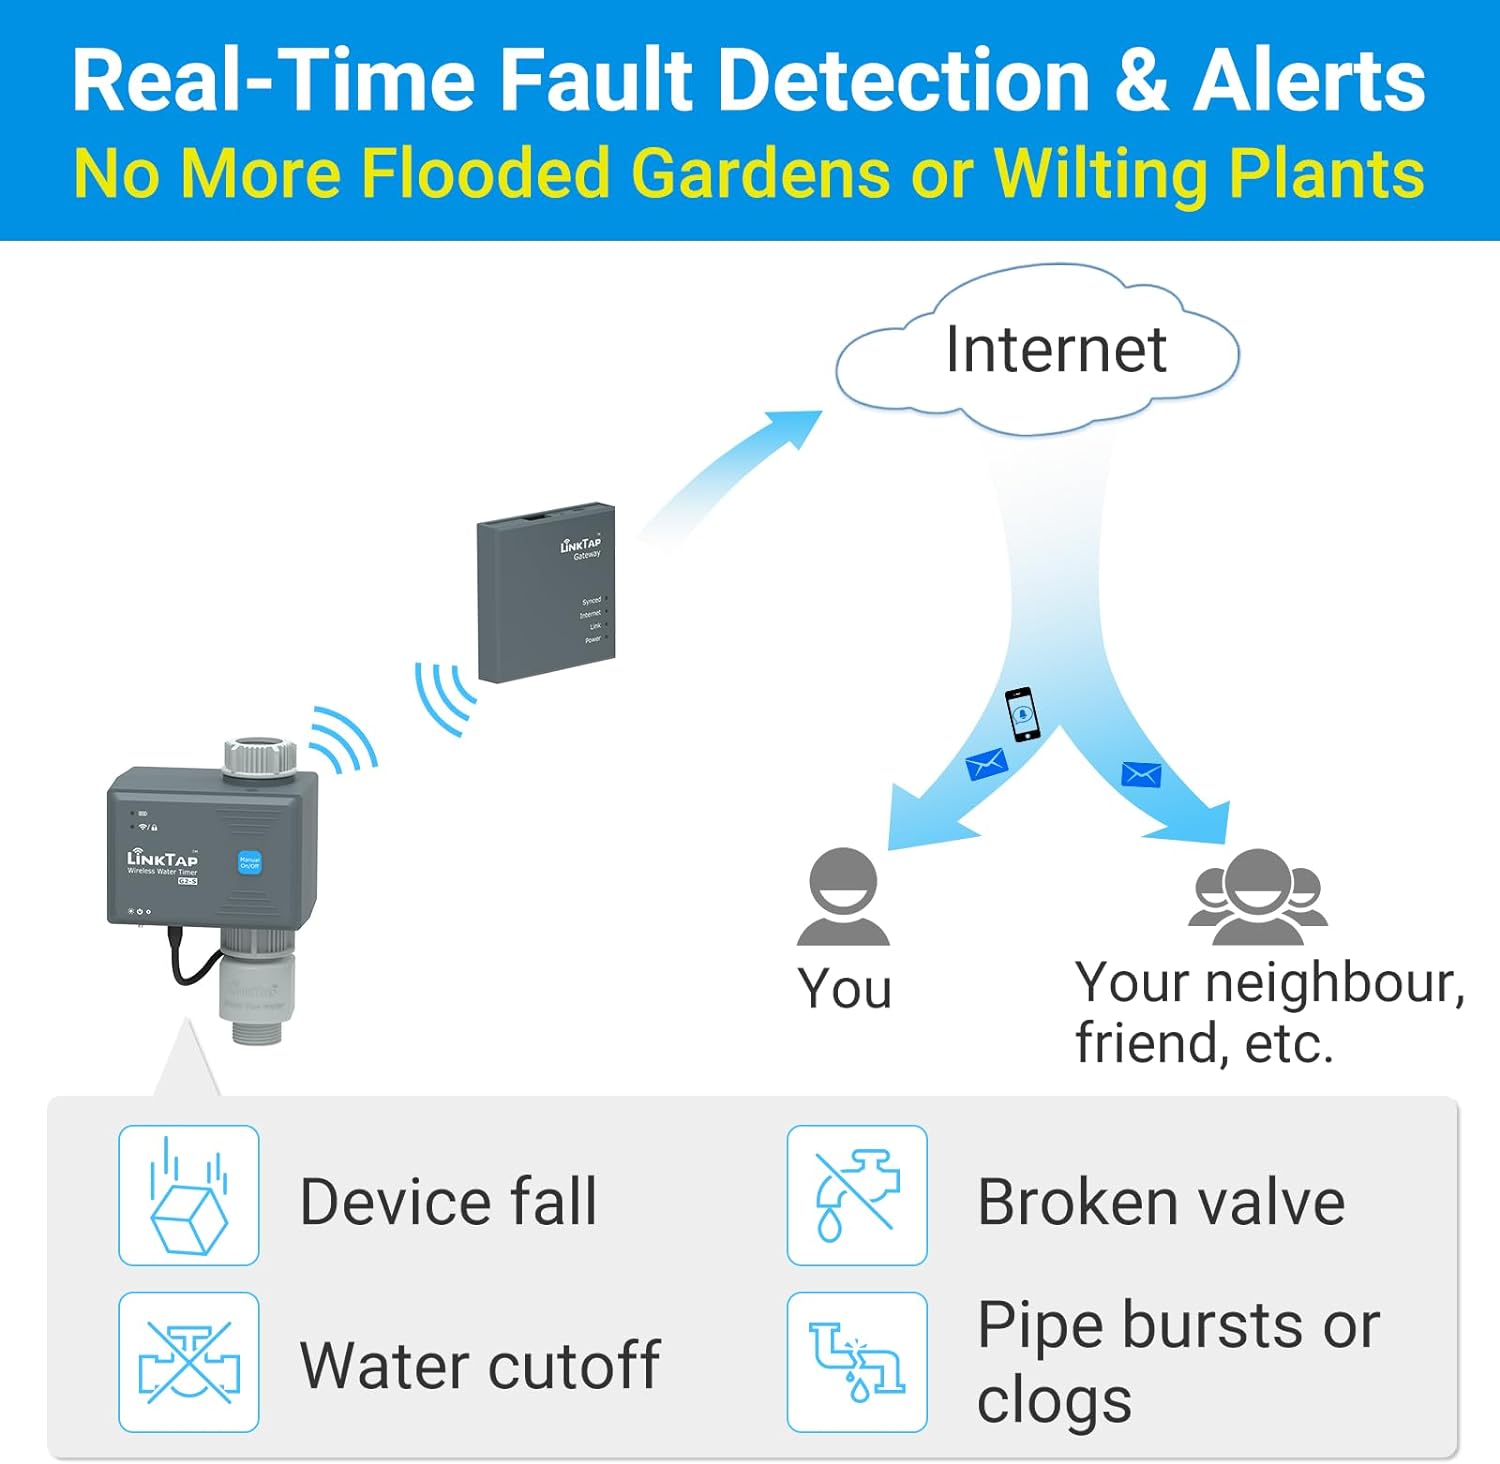 Real-Time Fault Detection & Alerts
No More Flooded Gardens or Wilting Plants
Internet
LINKTAP™
Gateway
Synced
Internet
Link
Power
LINKTAP™
Wireless Water Timer
G2-S
Manual
On/Off
LINKTAP
You
Your neighbour,
friend, etc.
Device fall
Broken valve
Water cutoff
Pipe bursts or
clogs